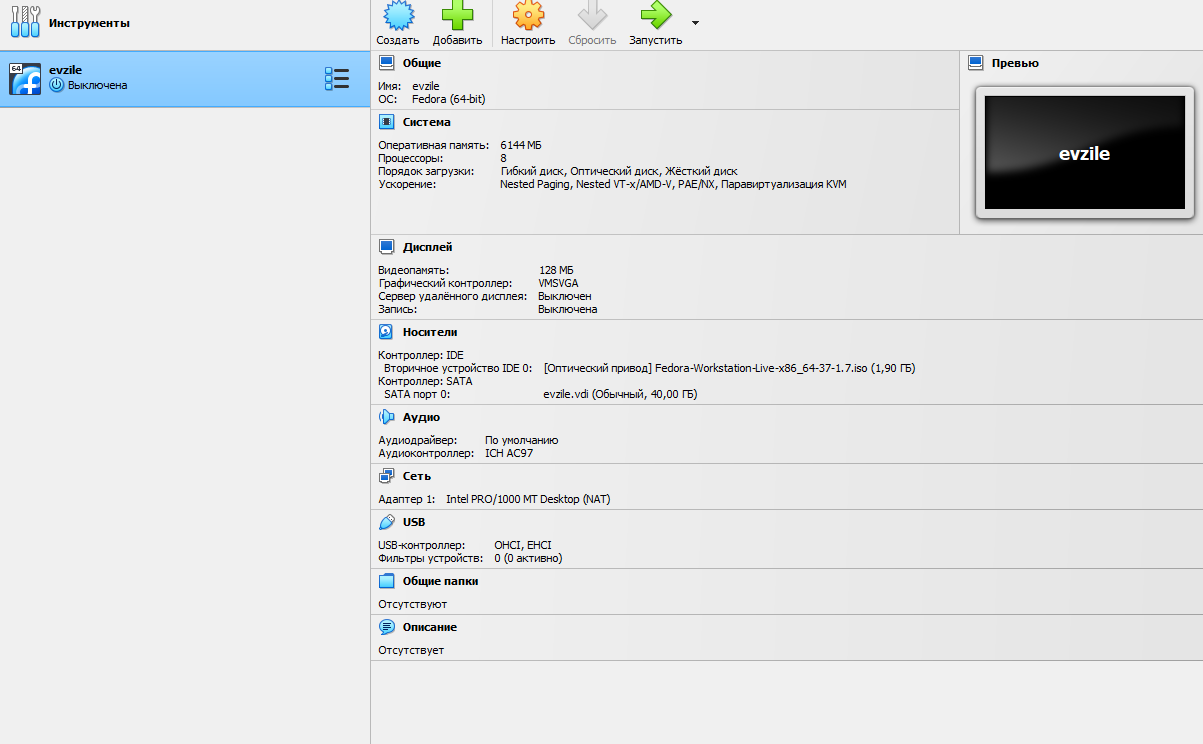 Инструменты
Создать Добавить Настроить Сбросить Запустить
64
evzile
Выключена
Общие
Имя: evzile
ОС: Fedora (64-bit)
Превью
evzile
Система
Оперативная память: 6144 МБ
Процессоры: 8
Порядок загрузки: Гибкий диск, Оптический диск, Жёсткий диск
Ускорение: Nested Paging, Nested VT-x/AMD-V, PAE/NX, Паравиртуализация KVM
Дисплей
Видеопамять: 128 МБ
Графический контроллер: VMSVGA
Сервер удалённого дисплея: Выключен
Запись: Выключена
Носители
Контроллер: IDE
Вторичное устройство IDE 0: [Оптический привод] Fedora-Workstation-Live-x86_64-37-1.7.iso (1,90 ГБ)
Контроллер: SATA
SATA порт 0: evzile.vdi (Обычный, 40,00 ГБ)
Аудио
Аудиодрайвер: По умолчанию
Аудиоконтроллер: ICH AC97
Сеть
Адаптер 1: Intel PRO/1000 MT Desktop (NAT)
USB
USB-контроллер: OHCI, EHCI
Фильтры устройств: 0 (0 активно)
Общие папки
Отсутствуют
Описание
Отсутствует